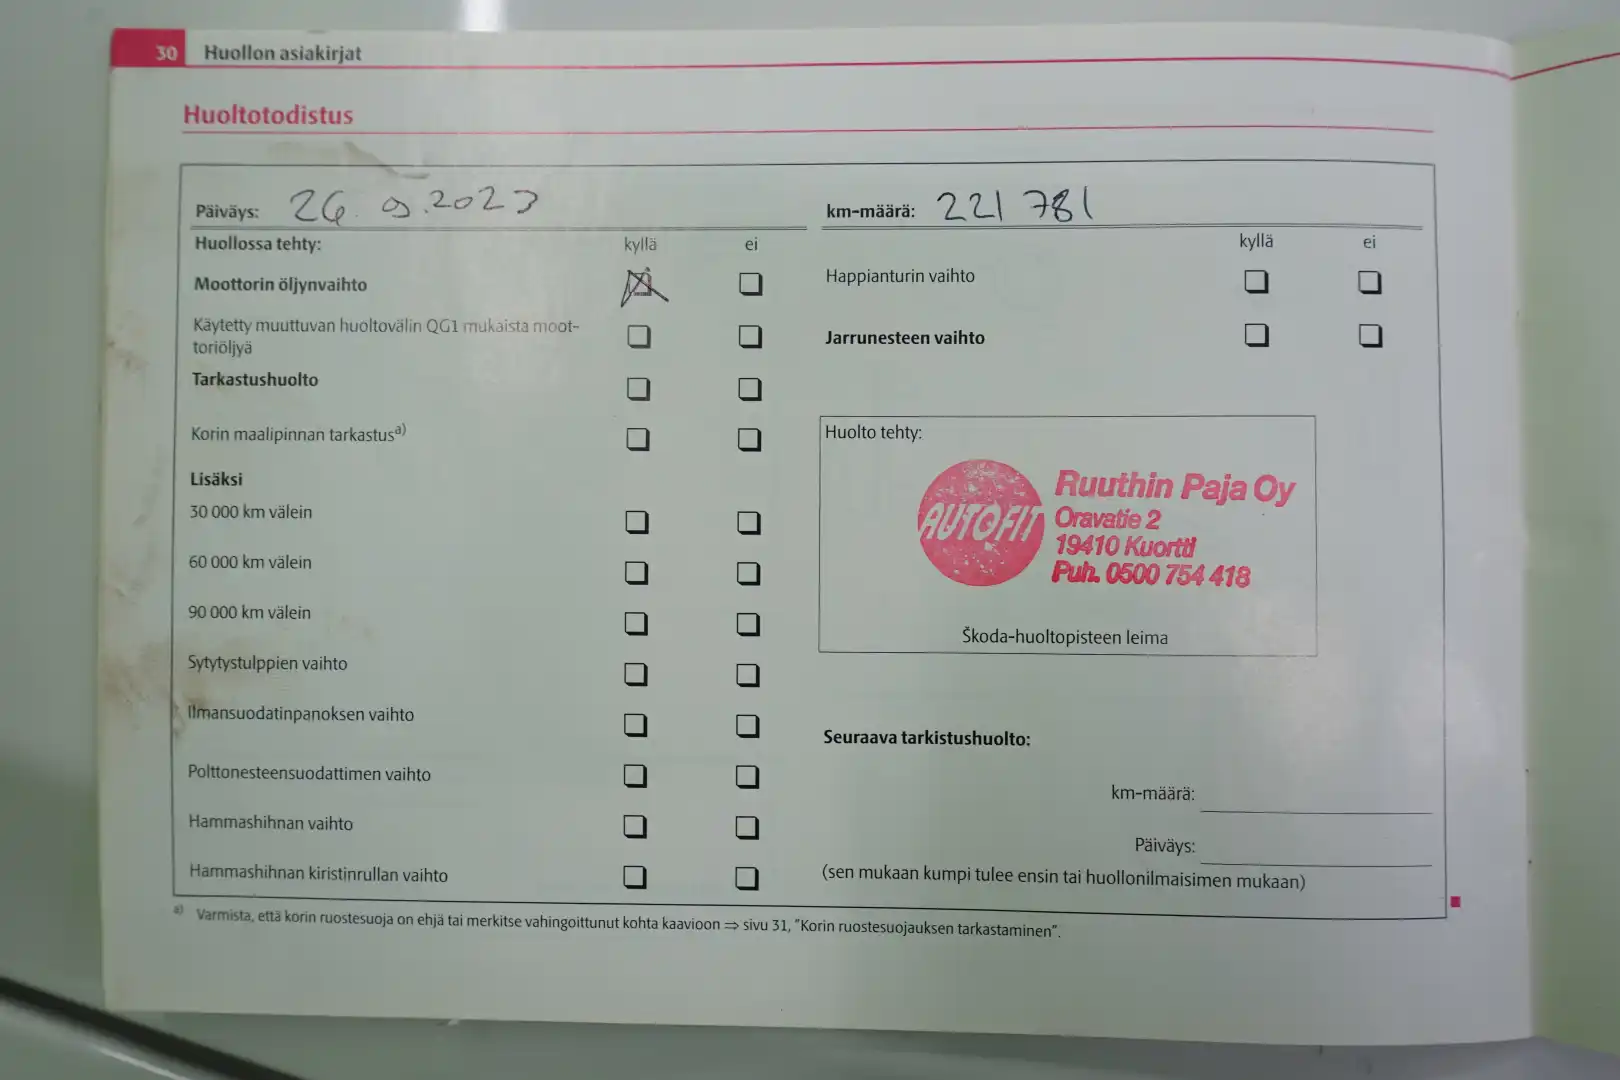 30 Huollon asiakirjat
Huoltotodistus
Päiväys: 26.9.2023
km-määrä: 221 781
Huollossa tehty: kyllä ei
Moottorin öljynvaihto
Käytetty muuttuvan huoltovälin QG1 mukaista moot-
toriöljyä
Tarkastushuolto
Korin maalipinnan tarkastusa)
Lisäksi
30 000 km välein
60 000 km välein
90 000 km välein
Sytytystulppien vaihto
Ilmansuodatinpanoksen vaihto
Polttonesteensuodattimen vaihto
Hammashihnan vaihto
Hammashihnan kiristinrullan vaihto
kyllä ei
Happianturin vaihto
Jarrunesteen vaihto
Huolto tehty:
AUTOFIT
Ruuthin Paja Oy
Oravatie 2
19410 Kuortti
Puh. 0500 754 418
Škoda-huoltopisteen leima
Seuraava tarkistushuolto:
km-määrä:
Päiväys:
(sen mukaan kumpi tulee ensin tai huollonilmaisimen mukaan)
a) Varmista, että korin ruostesuoja on ehjä tai merkitse vahingoittunut kohta kaavioon ⇒ sivu 31, "Korin ruostesuojauksen tarkastaminen".